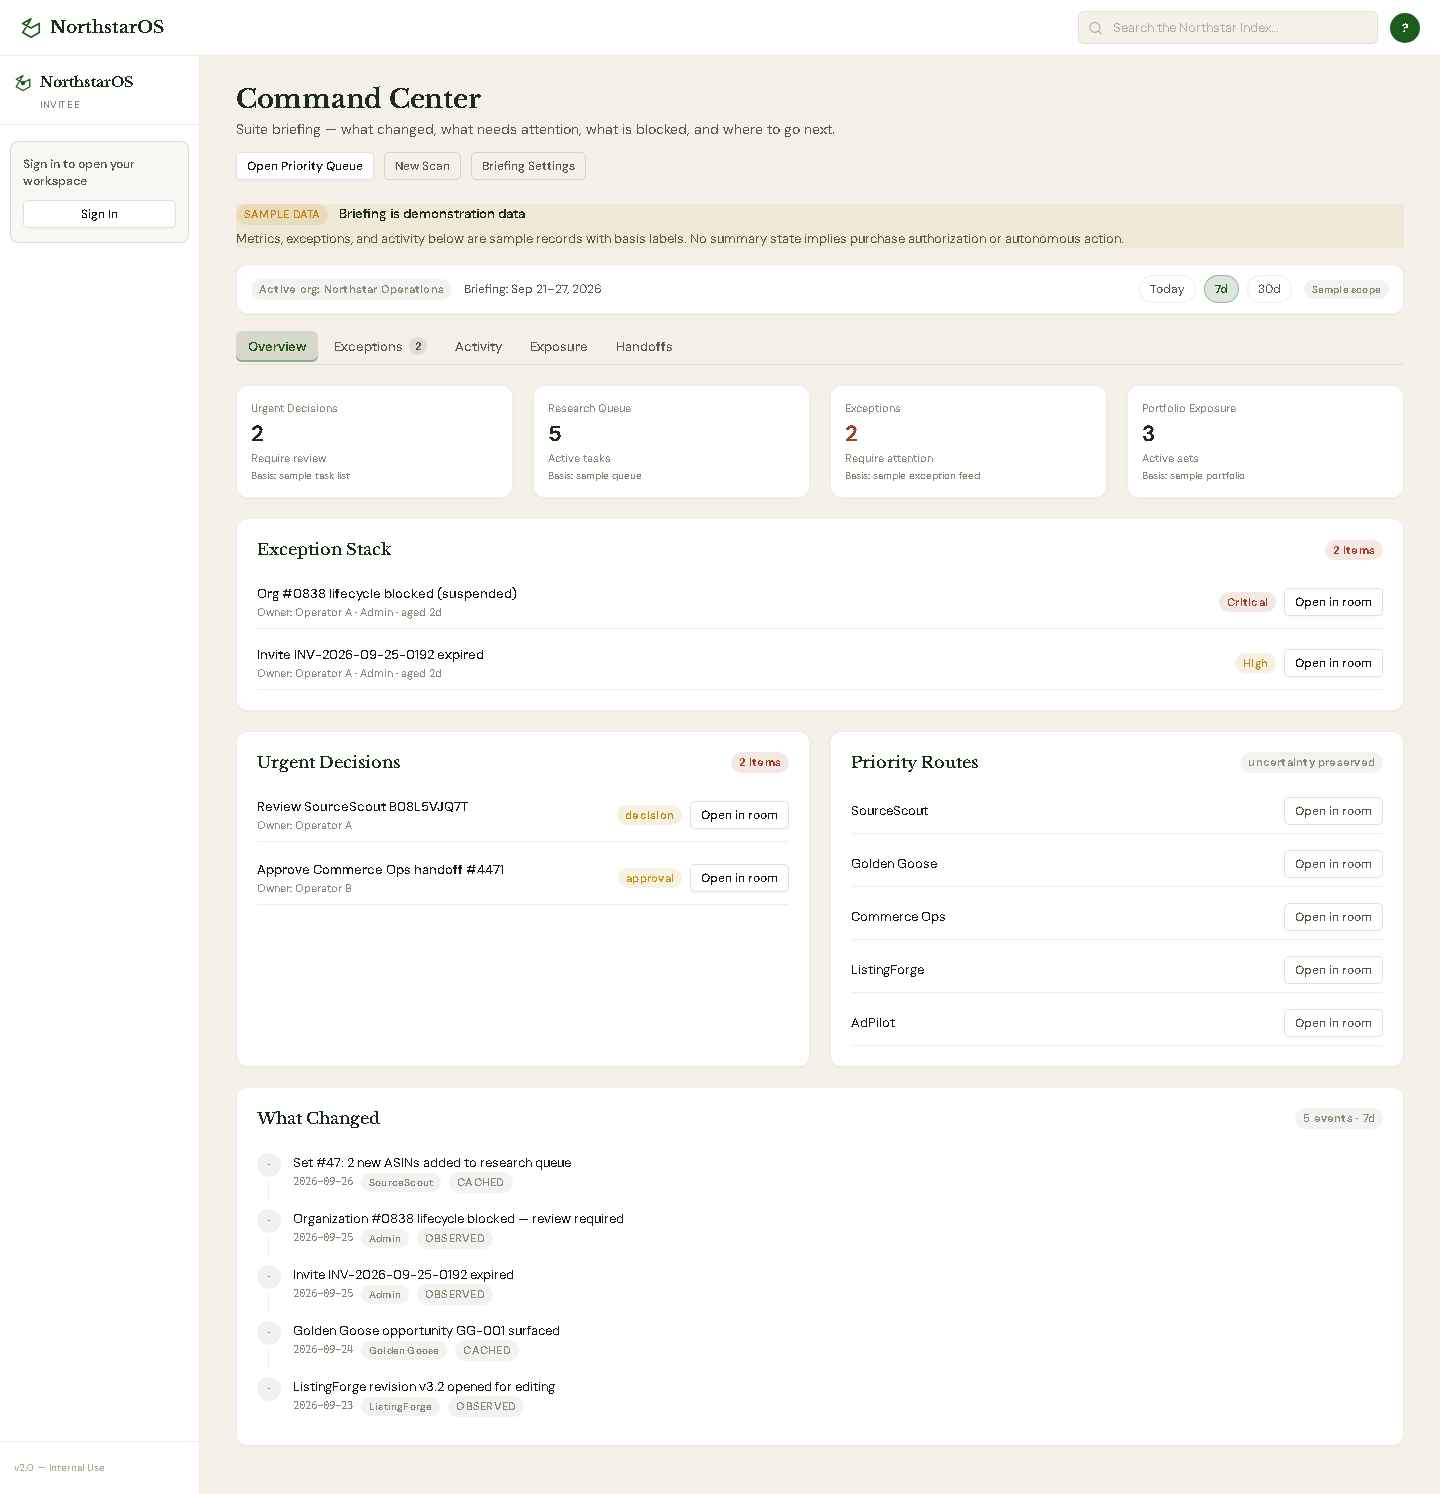 NorthstarOS
Search the Northstar Index...
?
NorthstarOS
INVITEE
Sign in to open your
workspace
Sign In
v2.0 — Internal Use
Command Center
Suite briefing — what changed, what needs attention, what is blocked, and where to go next.
Open Priority Queue
New Scan
Briefing Settings
SAMPLE DATA Briefing is demonstration data
Metrics, exceptions, and activity below are sample records with basis labels. No summary state implies purchase authorization or autonomous action.
Active org: Northstar Operations Briefing: Sep 21–27, 2026
Today 7d 30d Sample scope
Overview Exceptions 2 Activity Exposure Handoffs
Urgent Decisions
2
Require review
Basis: sample task list
Research Queue
5
Active tasks
Basis: sample queue
Exceptions
2
Require attention
Basis: sample exception feed
Portfolio Exposure
3
Active sets
Basis: sample portfolio
Exception Stack
2 items
Org #0838 lifecycle blocked (suspended)
Owner: Operator A · Admin · aged 2d
Critical Open in room
Invite INV-2026-09-25-0192 expired
Owner: Operator A · Admin · aged 2d
High Open in room
Urgent Decisions
2 items
Review SourceScout B08L5VJQ7T
Owner: Operator A
decision Open in room
Approve Commerce Ops handoff #4471
Owner: Operator B
approval Open in room
Priority Routes
uncertainty preserved
SourceScout Open in room
Golden Goose Open in room
Commerce Ops Open in room
ListingForge Open in room
AdPilot Open in room
What Changed
5 events · 7d
Set #47: 2 new ASINs added to research queue
2026-09-26 SourceScout CACHED
Organization #0838 lifecycle blocked — review required
2026-09-25 Admin OBSERVED
Invite INV-2026-09-25-0192 expired
2026-09-25 Admin OBSERVED
Golden Goose opportunity GG-001 surfaced
2026-09-24 Golden Goose CACHED
ListingForge revision v3.2 opened for editing
2026-09-23 ListingForge OBSERVED